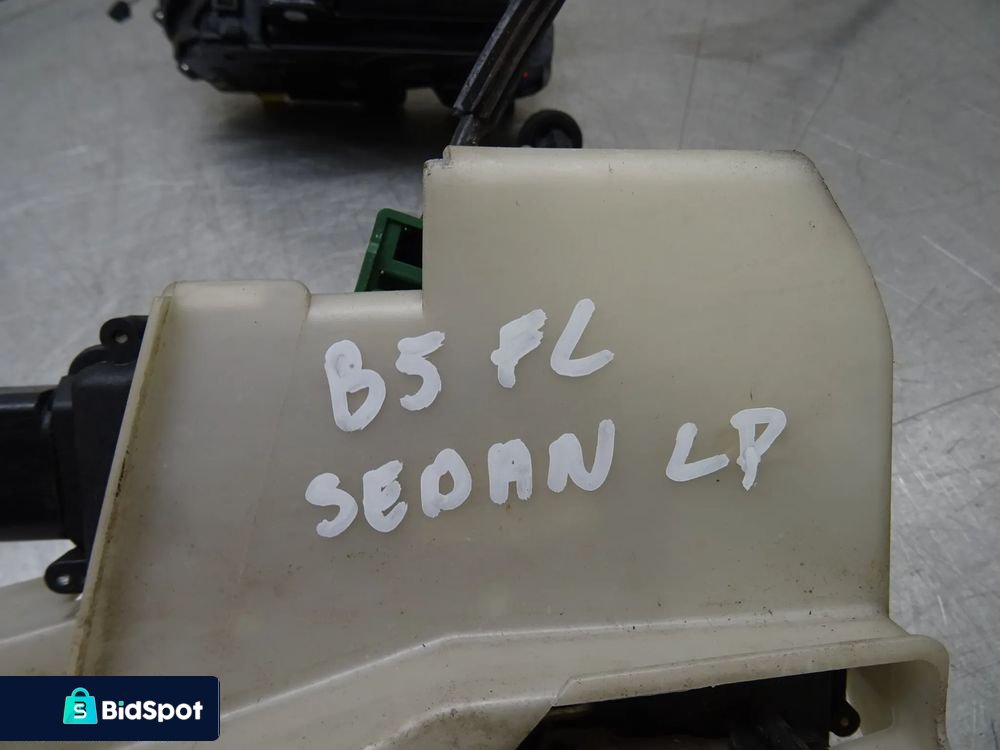 B5 FL
SEDAN LP
BidSpot